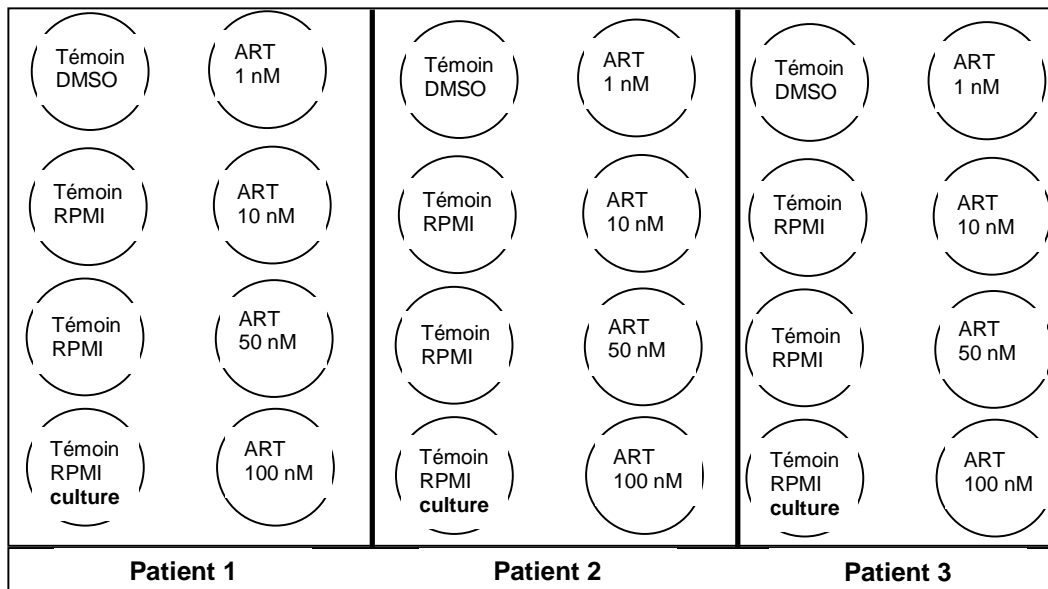 Témoin
DMSO
ART
1 nM
Témoin
RPMI
ART
10 nM
Témoin
RPMI
ART
50 nM
Témoin
RPMI
culture
ART
100 nM
Patient 1
Témoin
DMSO
ART
1 nM
Témoin
RPMI
ART
10 nM
Témoin
RPMI
ART
50 nM
Témoin
RPMI
culture
ART
100 nM
Patient 2
Témoin
DMSO
ART
1 nM
Témoin
RPMI
ART
10 nM
Témoin
RPMI
ART
50 nM
Témoin
RPMI
culture
ART
100 nM
Patient 3